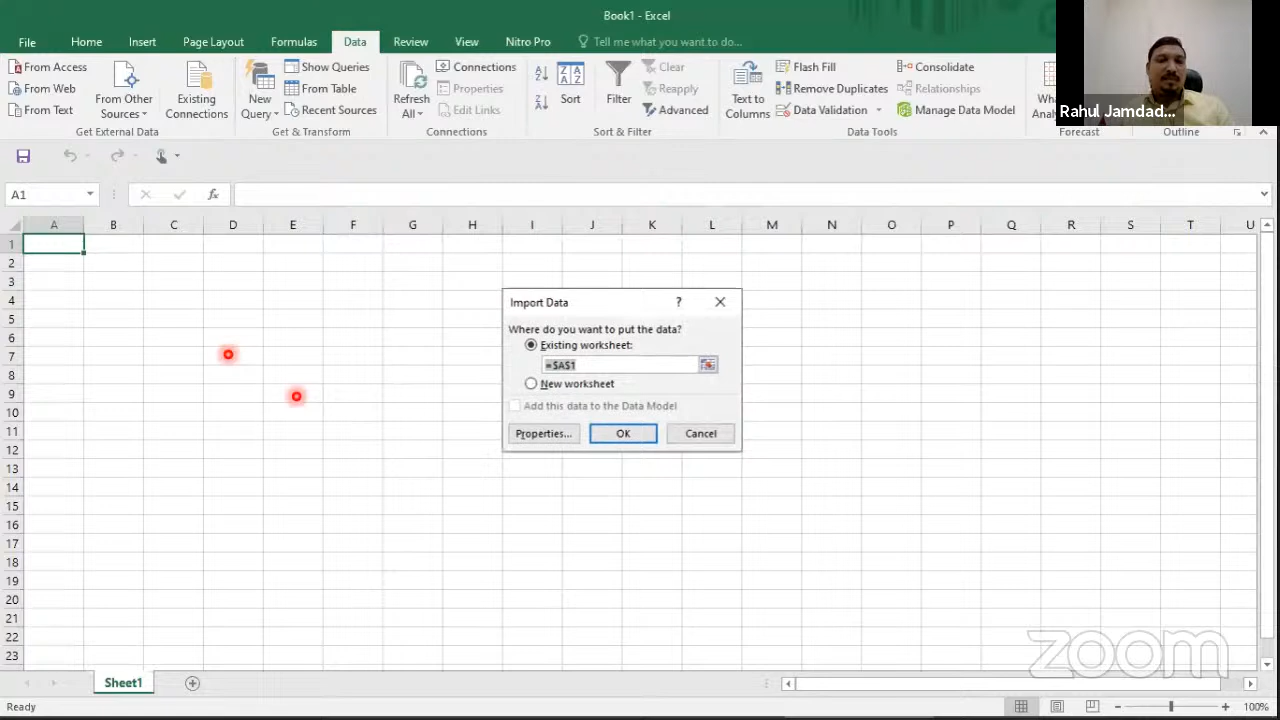 Book1 - Excel
File Home Insert Page Layout Formulas Data Review View Nitro Pro Tell me what you want to do...
From Access
From Web
From Text
From Other Sources
Existing Connections
Get External Data
New Query
Show Queries
From Table
Recent Sources
Get & Transform
Refresh All
Connections
Properties
Edit Links
Connections
Sort
Filter
Clear
Reapply
Advanced
Sort & Filter
Text to Columns
Flash Fill
Remove Duplicates
Data Validation
Consolidate
Relationships
Manage Data Model
Data Tools
Forecast
Outline
Rahul Jamdad...
A1
fx
A B C D E F G H I J K L M N O P Q R S T U
1
2
3
4
5
6
7
8
9
10
11
12
13
14
15
16
17
18
19
20
21
22
23
Import Data ?
Where do you want to put the data?
Existing worksheet:
=$A$1
New worksheet
Add this data to the Data Model
Properties... OK Cancel
zoom
Sheet1
Ready
100%